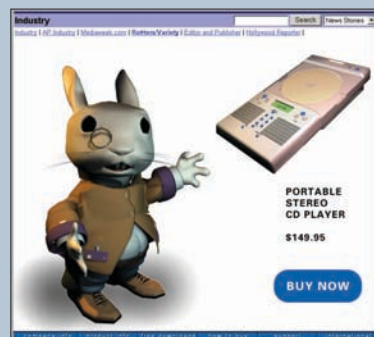 Industry Search News Stories
Industry | AP Industry | Mediaweek.com | Reuters/Variety | Editor and Publisher | Hollywood Reporter |
PORTABLE
STEREO
CD PLAYER
$149.95
BUY NOW